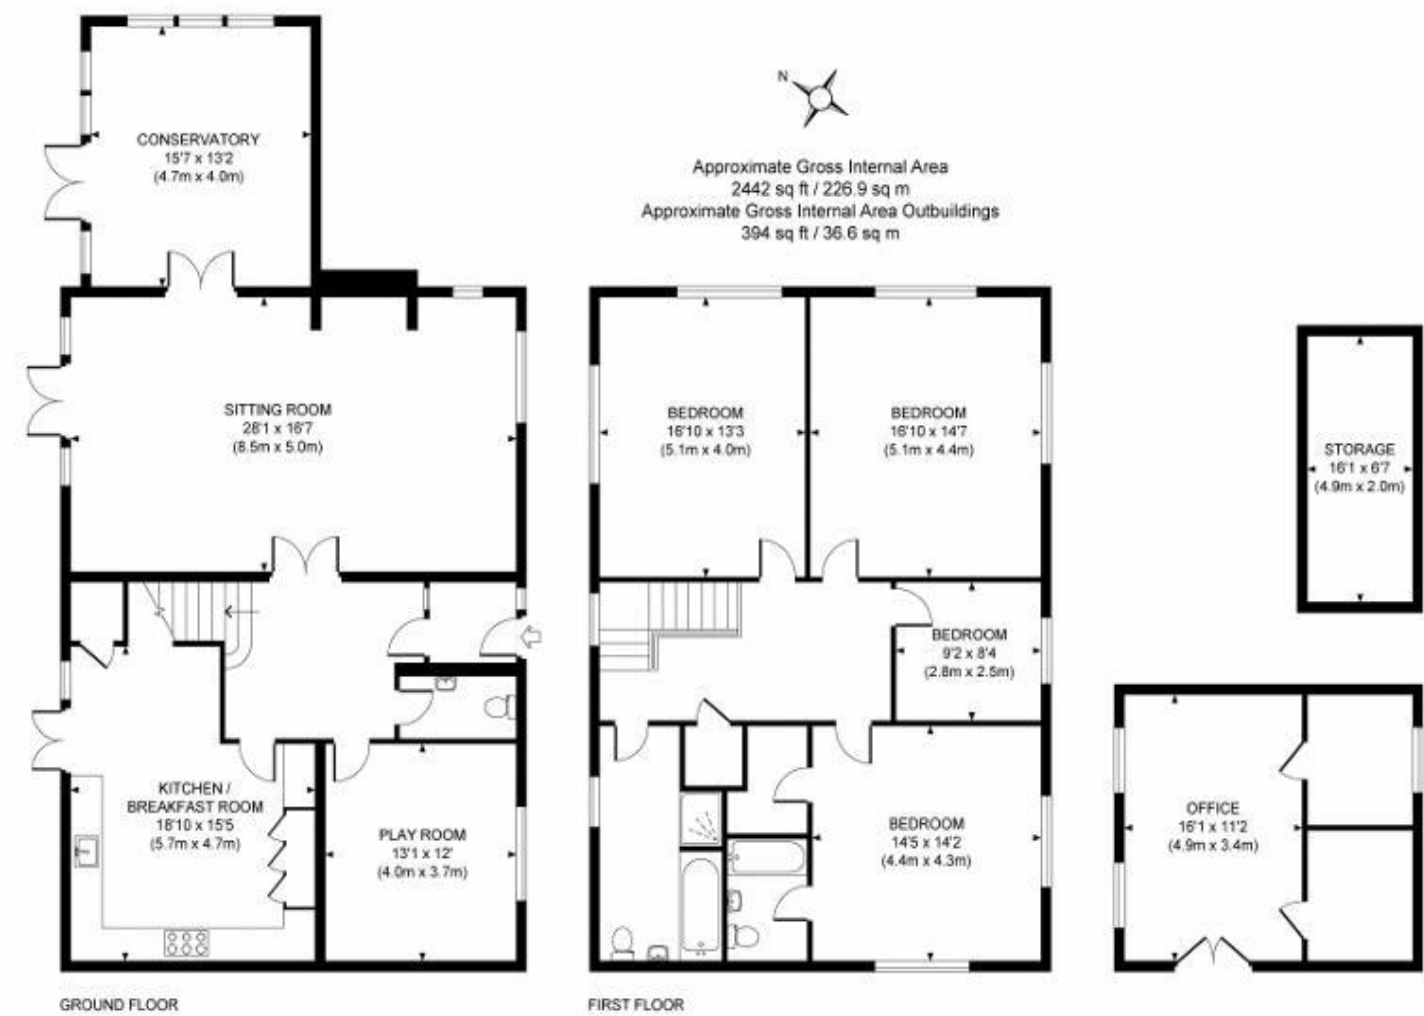 N
Approximate Gross Internal Area
2442 sq ft / 226.9 sq m
Approximate Gross Internal Area Outbuildings
394 sq ft / 36.6 sq m
CONSERVATORY
15'7 x 13'2
(4.7m x 4.0m)
SITTING ROOM
28'1 x 16'7
(8.5m x 5.0m)
KITCHEN /
BREAKFAST ROOM
18'10 x 15'5
(5.7m x 4.7m)
PLAY ROOM
13'1 x 12'
(4.0m x 3.7m)
GROUND FLOOR
BEDROOM
16'10 x 13'3
(5.1m x 4.0m)
BEDROOM
16'10 x 14'7
(5.1m x 4.4m)
BEDROOM
9'2 x 8'4
(2.8m x 2.5m)
BEDROOM
14'5 x 14'2
(4.4m x 4.3m)
FIRST FLOOR
STORAGE
16'1 x 6'7
(4.9m x 2.0m)
OFFICE
16'1 x 11'2
(4.9m x 3.4m)